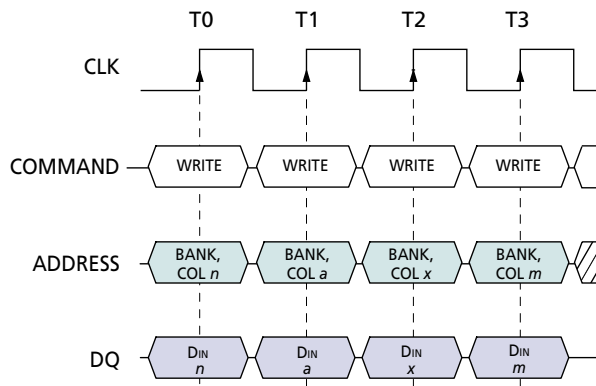 T0 T1 T2 T3
CLK
COMMAND WRITE WRITE WRITE WRITE
ADDRESS BANK, COL n BANK, COL a BANK, COL x BANK, COL m
DQ DIN n DIN a DIN x DIN m